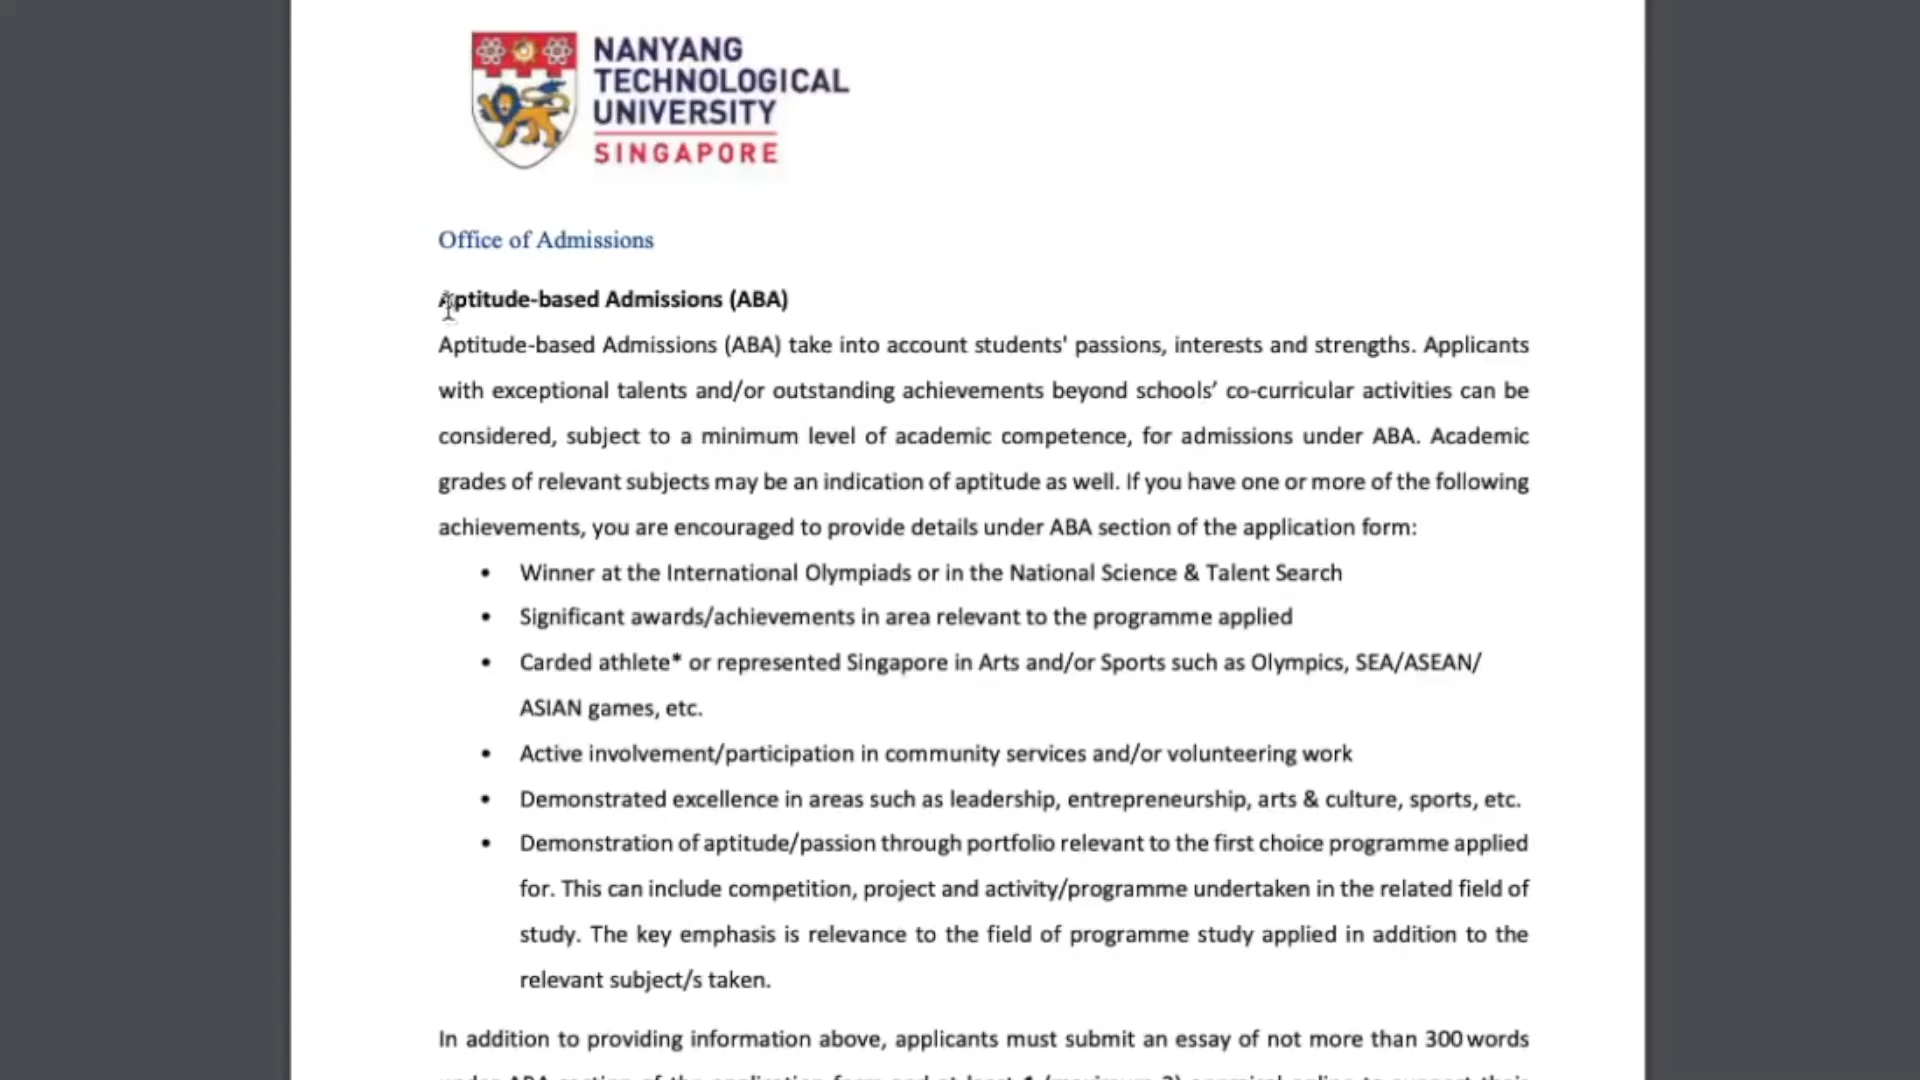 NANYANG
TECHNOLOGICAL
UNIVERSITY
SINGAPORE
Office of Admissions
Aptitude-based Admissions (ABA)
Aptitude-based Admissions (ABA) take into account students' passions, interests and strengths. Applicants
with exceptional talents and/or outstanding achievements beyond schools’ co-curricular activities can be
considered, subject to a minimum level of academic competence, for admissions under ABA. Academic
grades of relevant subjects may be an indication of aptitude as well. If you have one or more of the following
achievements, you are encouraged to provide details under ABA section of the application form:
• Winner at the International Olympiads or in the National Science & Talent Search
• Significant awards/achievements in area relevant to the programme applied
• Carded athlete* or represented Singapore in Arts and/or Sports such as Olympics, SEA/ASEAN/
ASIAN games, etc.
• Active involvement/participation in community services and/or volunteering work
• Demonstrated excellence in areas such as leadership, entrepreneurship, arts & culture, sports, etc.
• Demonstration of aptitude/passion through portfolio relevant to the first choice programme applied
for. This can include competition, project and activity/programme undertaken in the related field of
study. The key emphasis is relevance to the field of programme study applied in addition to the
relevant subject/s taken.
In addition to providing information above, applicants must submit an essay of not more than 300 words